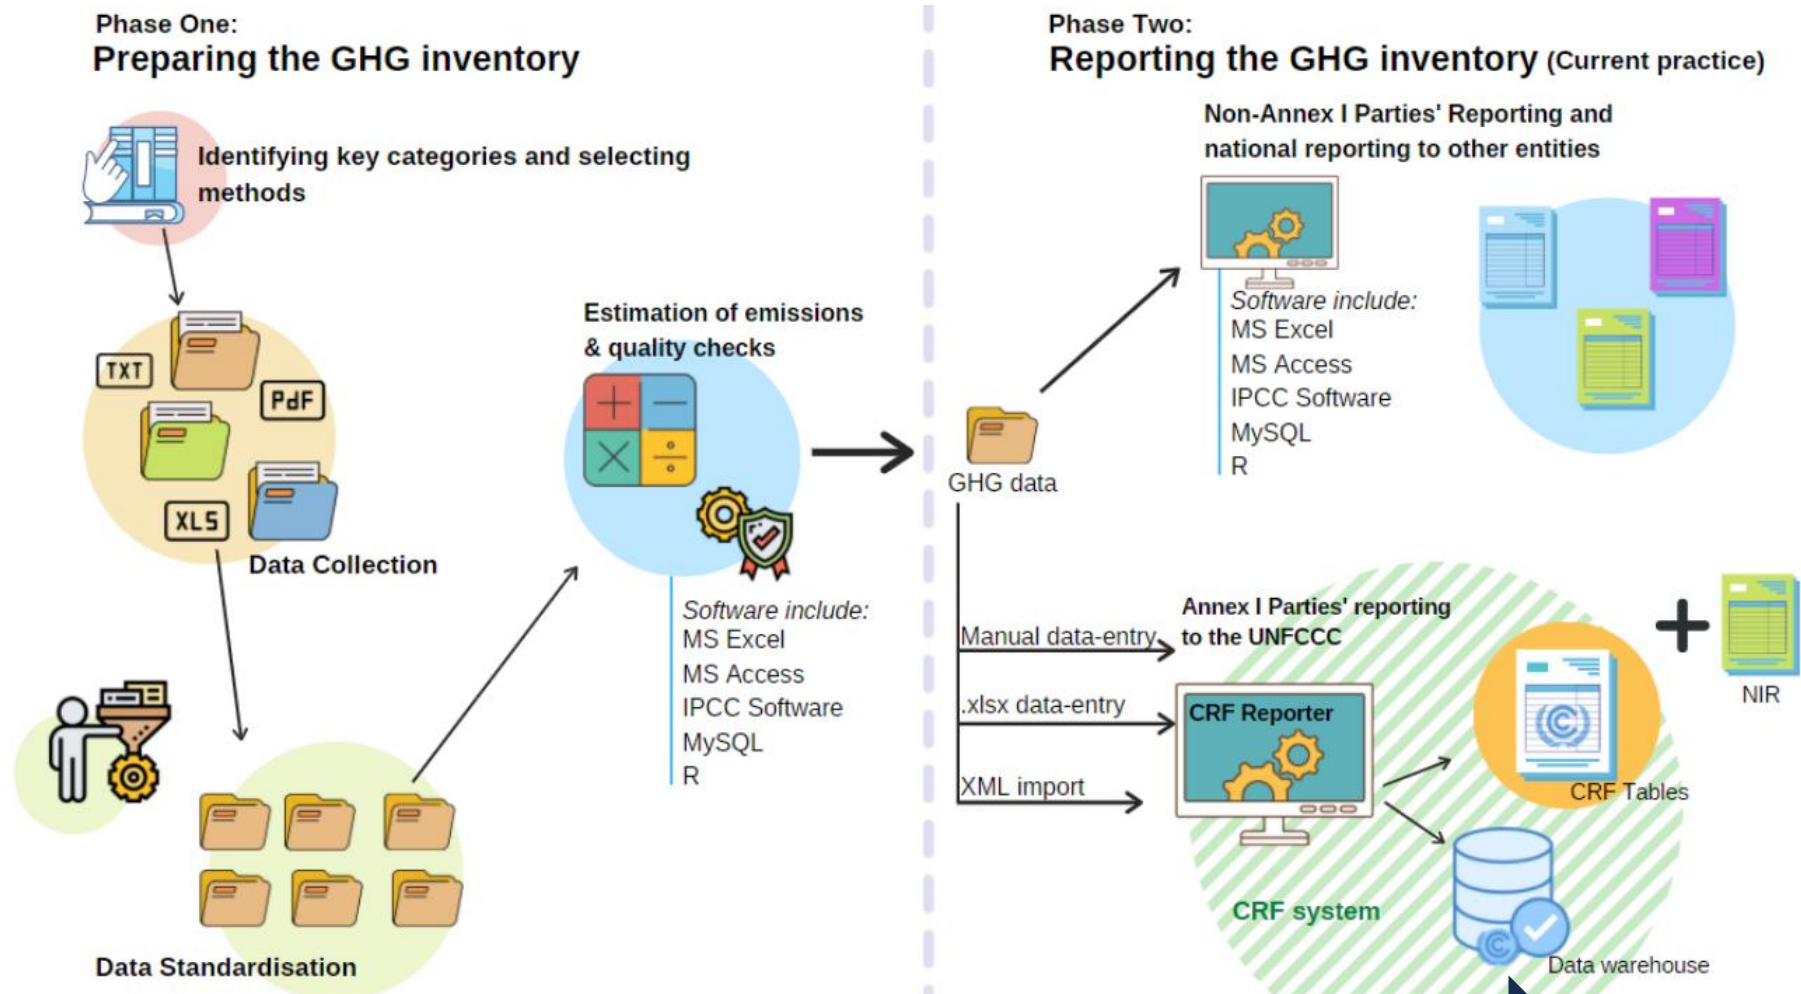 Phase One:
Preparing the GHG inventory
Identifying key categories and selecting
methods
TXT
PdF
XLS
Data Collection
Data Standardisation
Estimation of emissions
& quality checks
Software include:
MS Excel
MS Access
IPCC Software
MySQL
R
Phase Two:
Reporting the GHG inventory (Current practice)
Non-Annex I Parties' Reporting and
national reporting to other entities
Software include:
MS Excel
MS Access
IPCC Software
MySQL
R
GHG data
Manual data-entry
.xlsx data-entry
XML import
Annex I Parties' reporting
to the UNFCCC
CRF Reporter
CRF Tables
NIR
CRF system
Data warehouse